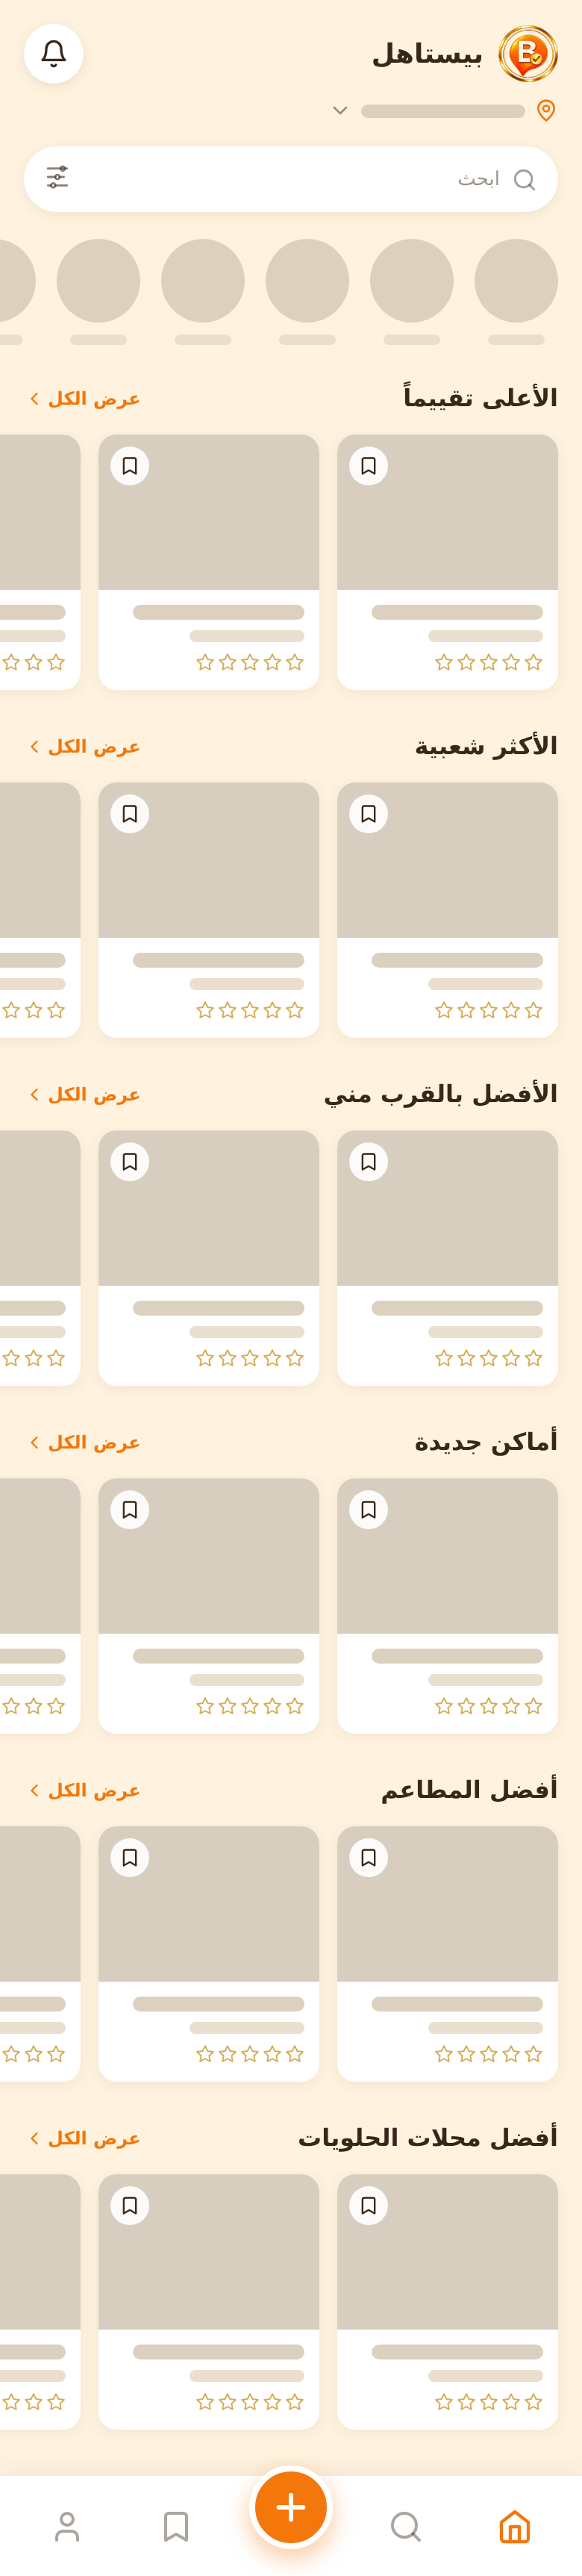 بيستاهل
B
ابحث
الأعلى تقييماً
عرض الكل
الأكثر شعبية
عرض الكل
الأفضل بالقرب مني
عرض الكل
أماكن جديدة
عرض الكل
أفضل المطاعم
عرض الكل
أفضل محلات الحلويات
عرض الكل